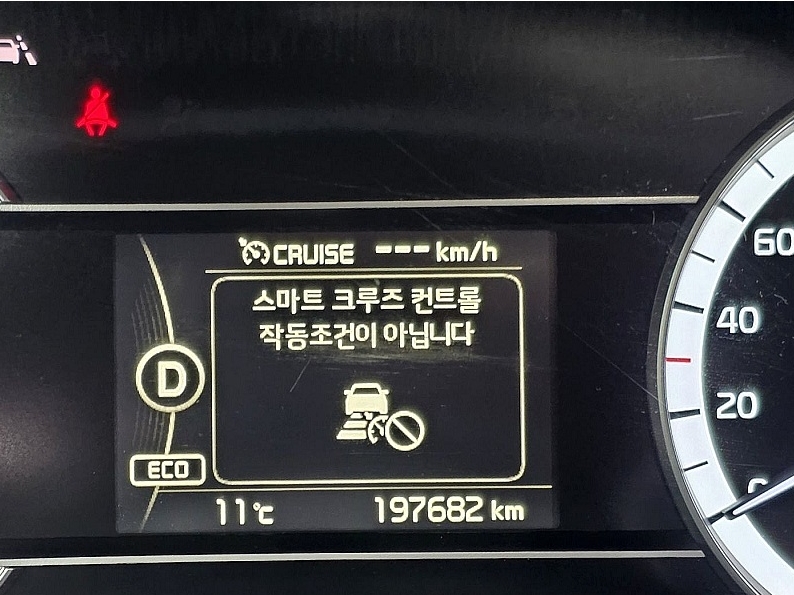 CRUISE --- km/h
스마트 크루즈 컨트롤
작동조건이 아닙니다
D
ECO
11℃ 197682 km
60
40
20
0